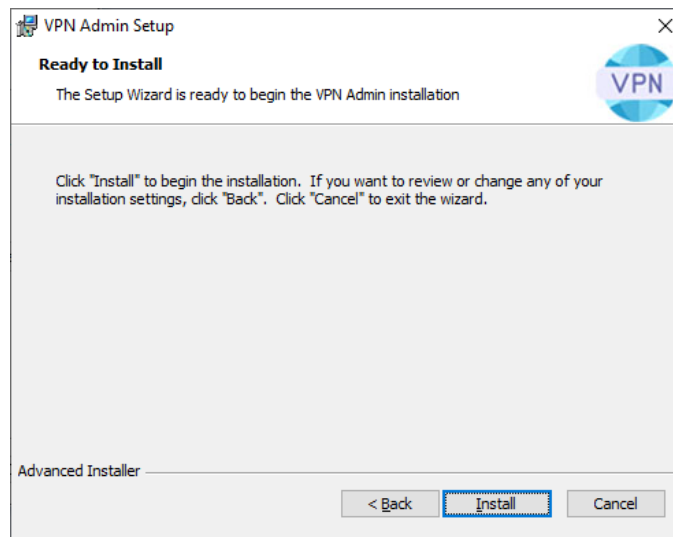 VPN Admin Setup
Ready to Install
The Setup Wizard is ready to begin the VPN Admin installation
VPN
Click "Install" to begin the installation.  If you want to review or change any of your
installation settings, click "Back".  Click "Cancel" to exit the wizard.
Advanced Installer
< Back
Install
Cancel